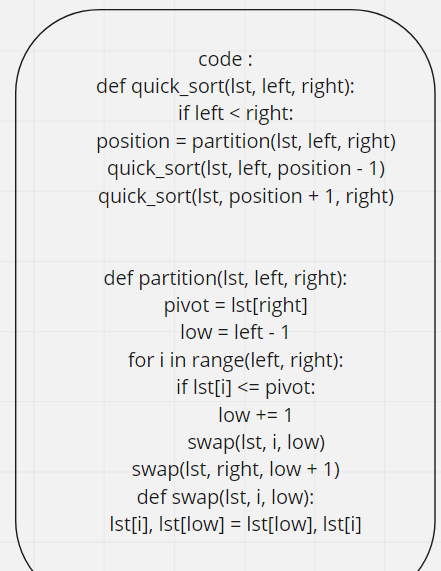 code :
def quick_sort(lst, left, right):
if left < right:
position = partition(lst, left, right)
quick_sort(lst, left, position - 1)
quick_sort(lst, position + 1, right)
def partition(lst, left, right):
pivot = lst[right]
low = left - 1
for i in range(left, right):
if lst[i] <= pivot:
low += 1
swap(lst, i, low)
swap(lst, right, low + 1)
def swap(lst, i, low):
lst[i], lst[low] = lst[low], lst[i]